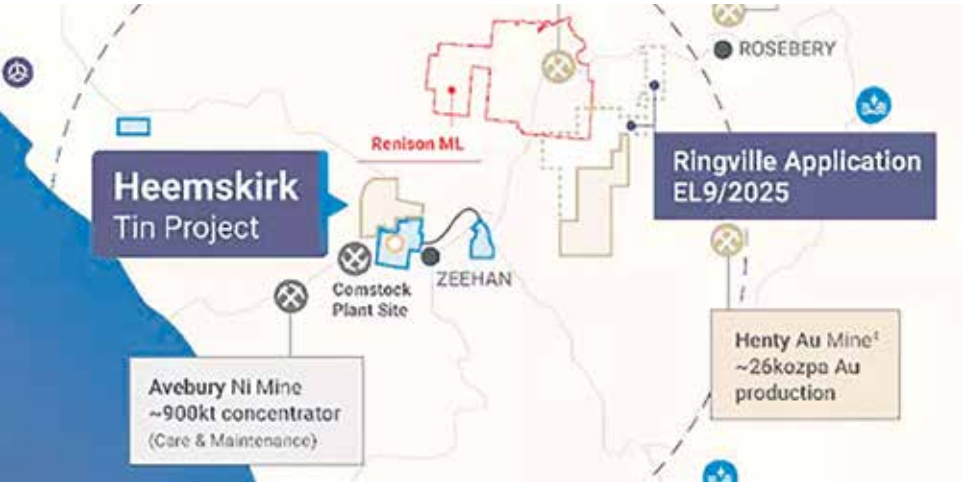 ROSEBERY
Renison ML
Ringville Application
EL9/2025
Heemskirk
Tin Project
ZEEHAN
Comstock
Plant Site
Henty Au Mine‡
~26kozpa Au
production
Avebury Ni Mine
~900kt concentrator
(Care & Maintenance)